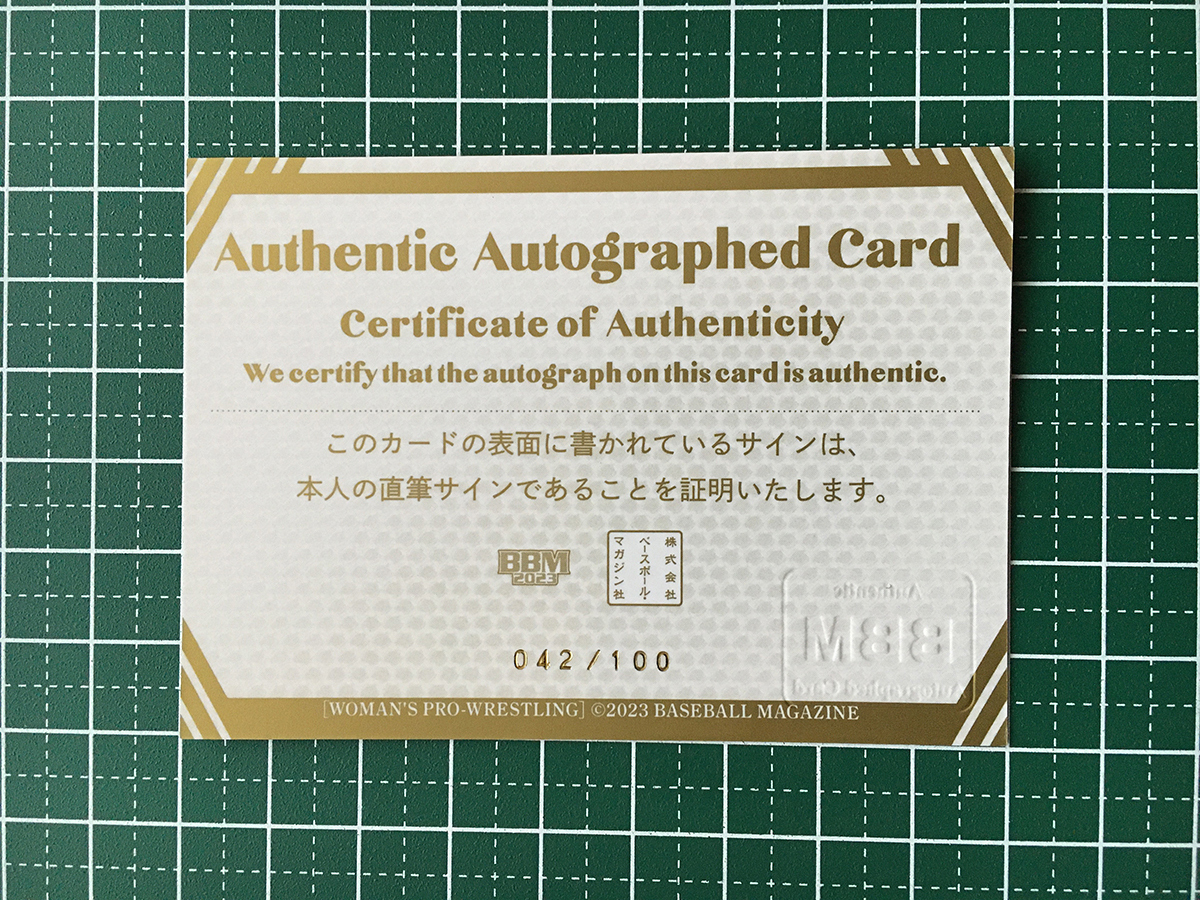 Authentic Autographed Card
Certificate of Authenticity
We certify that the autograph on this card is authentic.
このカードの表面に書かれているサインは、
本人の直筆サインであることを証明いたします。
BBM
2023
株式会社
ベースボール・
マガジン社
Authentic
BBM
Autographed Card
042/100
[WOMAN'S PRO-WRESTLING] ©2023 BASEBALL MAGAZINE